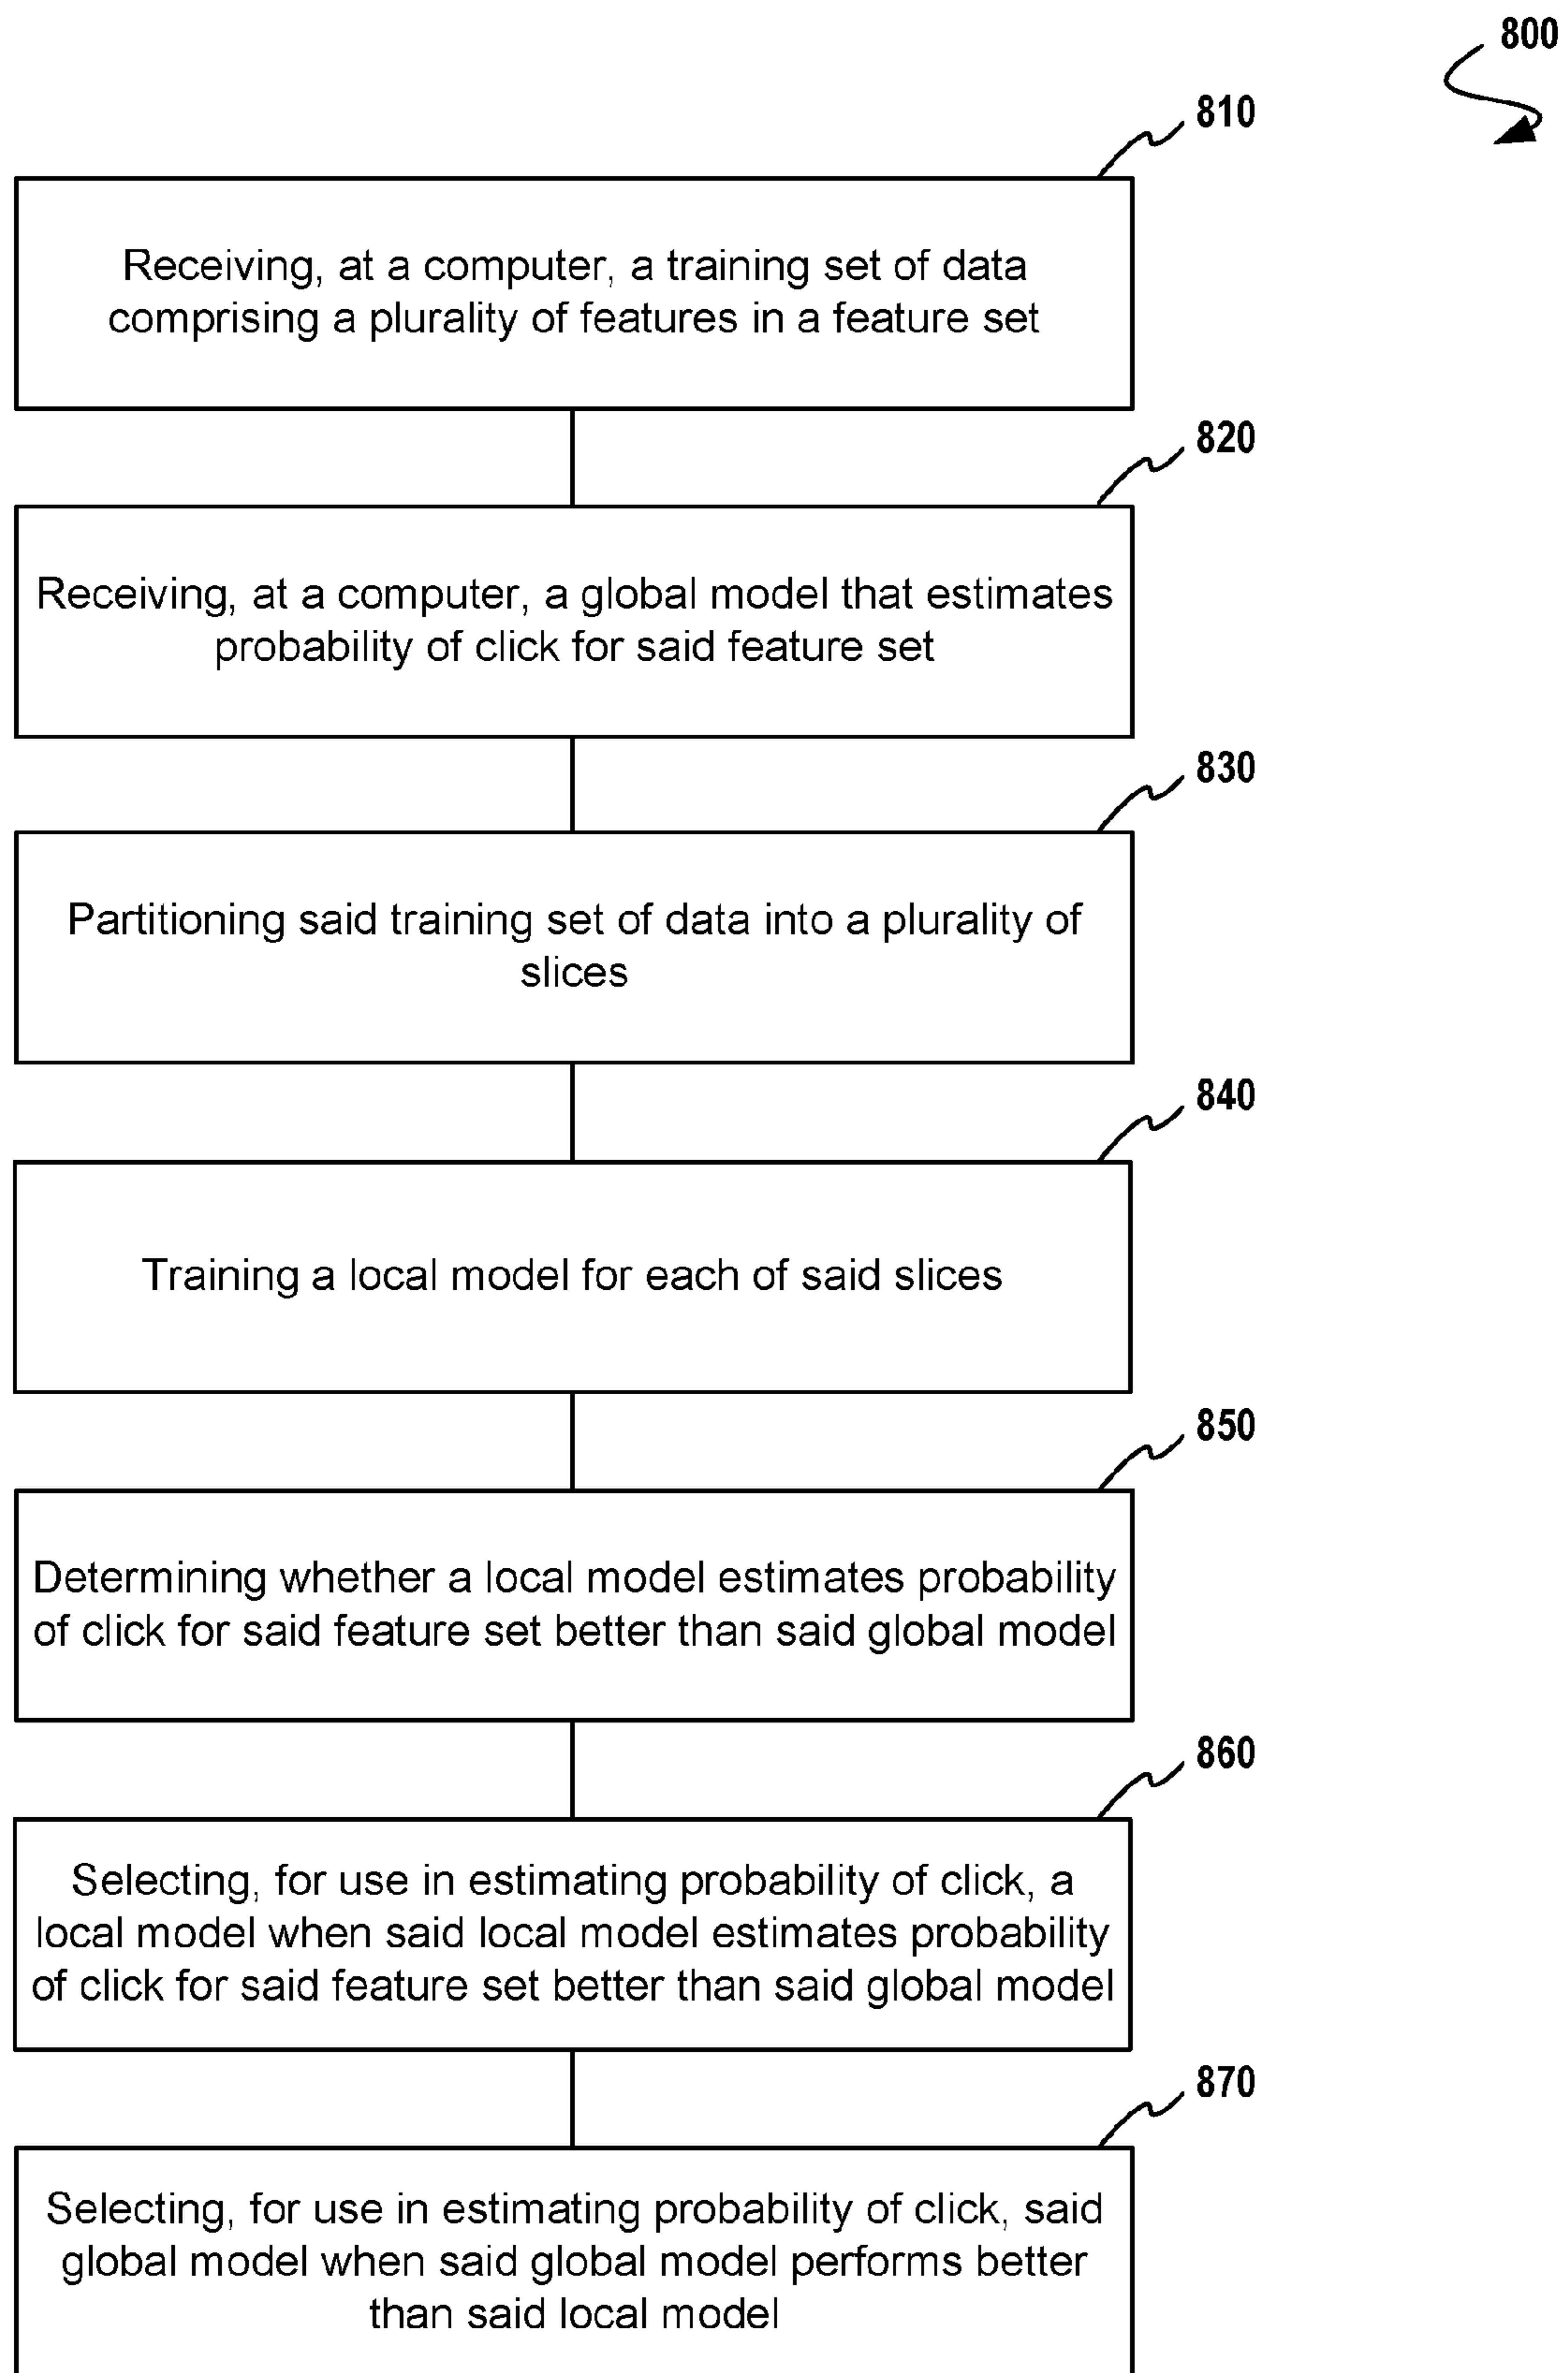 800
810
Receiving, at a computer, a training set of data
comprising a plurality of features in a feature set
820
Receiving, at a computer, a global model that estimates
probability of click for said feature set
830
Partitioning said training set of data into a plurality of
slices
840
Training a local model for each of said slices
850
Determining whether a local model estimates probability
of click for said feature set better than said global model
860
Selecting, for use in estimating probability of click, a
local model when said local model estimates probability
of click for said feature set better than said global model
870
Selecting, for use in estimating probability of click, said
global model when said global model performs better
than said local model